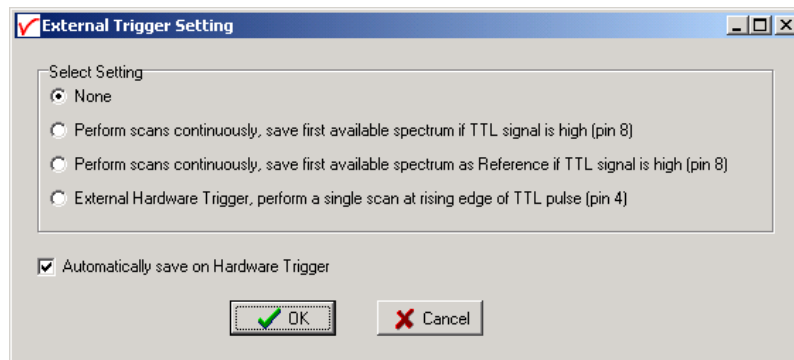 External Trigger Setting
Select Setting
None
Perform scans continuously, save first available spectrum if TTL signal is high (pin 8)
Perform scans continuously, save first available spectrum as Reference if TTL signal is high (pin 8)
External Hardware Trigger, perform a single scan at rising edge of TTL pulse (pin 4)
Automatically save on Hardware Trigger
OK
Cancel